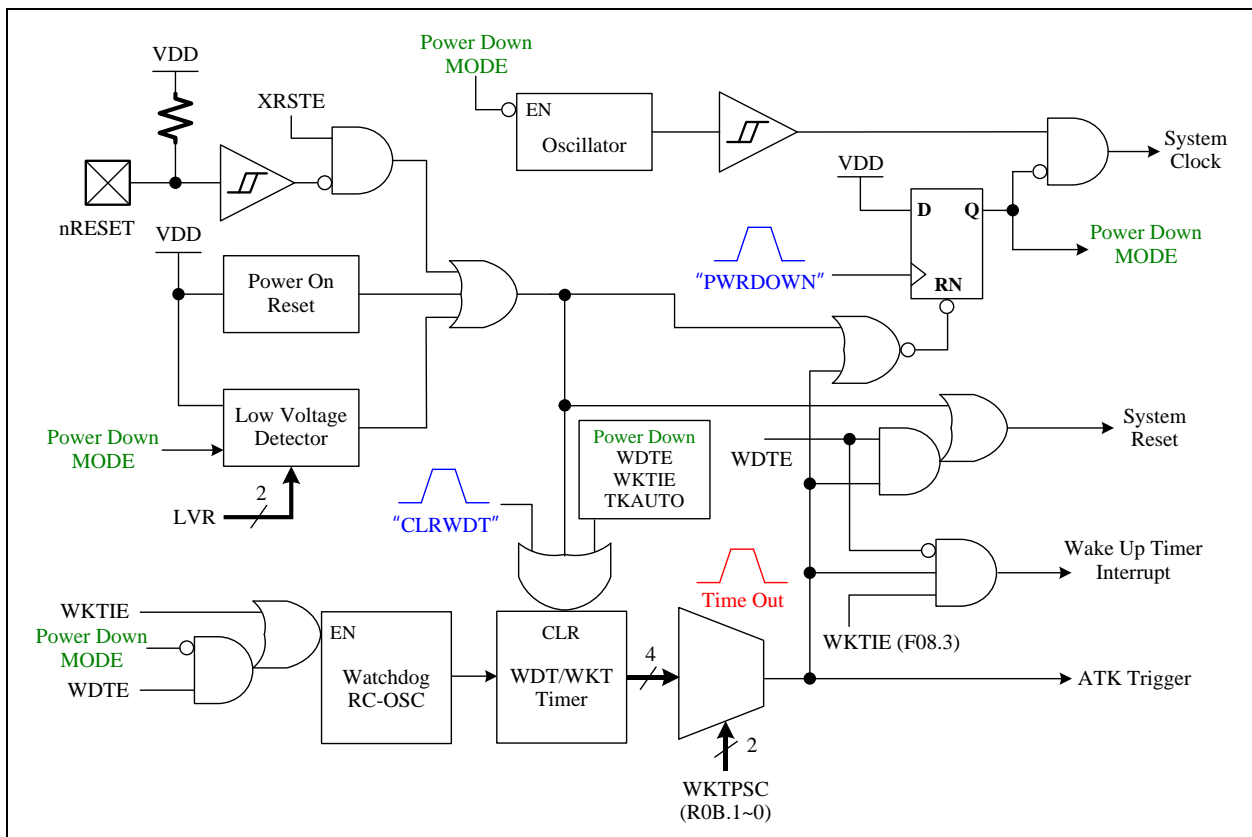 VDD
Power Down
MODE
XRSTE
EN
Oscillator
System
Clock
VDD
D
Q
RN
nRESET
VDD
Power On
Reset
"PWRDOWN"
Power Down
MODE
Low Voltage
Detector
Power Down
MODE
2
LVR
"CLRWDT"
Power Down
WDTE
WKTIE
TKAUTO
WDTE
System
Reset
Time Out
Wake Up Timer
Interrupt
WKTIE (F08.3)
WKTIE
Power Down
MODE
WDTE
EN
Watchdog
RC-OSC
CLR
WDT/WKT
Timer
4
ATK Trigger
2
WKTPSC
(R0B.1~0)